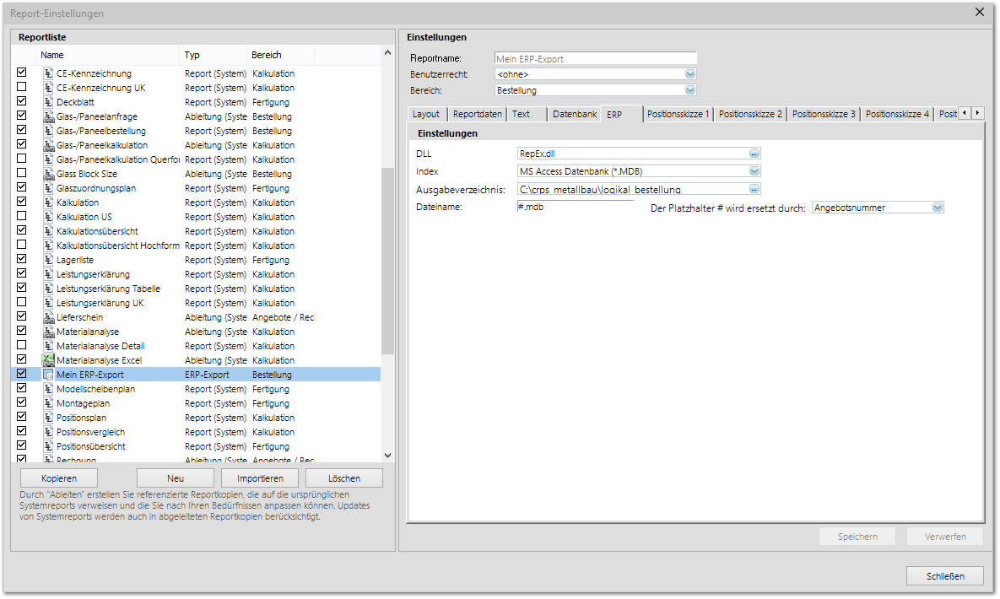 Report-Einstellungen
Reportliste
Name Typ Bereich
CE-Kennzeichnung Report (System) Kalkulation
CE-Kennzeichnung UK Report (System) Kalkulation
Deckblatt Report (System) Fertigung
Glas-/Paneelanfrage Ableitung (Syste Bestellung
Glas-/Paneelbestellung Report (System) Bestellung
Glas-/Paneelkalkulation Ableitung (Syste Kalkulation
Glas-/Paneelkalkulation Querfor Report (System) Kalkulation
Glass Block Size Ableitung (Syste Bestellung
Glaszuordnungsplan Report (System) Fertigung
Kalkulation Report (System) Kalkulation
Kalkulation US Report (System) Kalkulation
Kalkulationsübersicht Report (System) Kalkulation
Kalkulationsübersicht Hochform Report (System) Kalkulation
Lagerliste Report (System) Fertigung
Leistungserklärung Report (System) Kalkulation
Leistungserklärung Tabelle Report (System) Kalkulation
Leistungserklärung UK Report (System) Kalkulation
Lieferschein Ableitung (Syste Angebote / Recl
Materialanalyse Ableitung (Syste Kalkulation
Materialanalyse Detail Report (System) Kalkulation
Materialanalyse Excel Ableitung (Syste Kalkulation
Mein ERP-Export ERP-Export Bestellung
Modellscheibenplan Report (System) Fertigung
Montageplan Report (System) Fertigung
Positionsplan Report (System) Kalkulation
Positionsvergleich Report (System) Kalkulation
Positionsübersicht Report (System) Fertigung
Rechnung Ableitung (Syste Angebote / Recl
Kopieren Neu Importieren Löschen
Durch "Ableiten" erstellen Sie referenzierte Reportkopien, die auf die ursprünglichen
Systemreports verweisen und die Sie nach Ihren Bedürfnissen anpassen können. Updates
von Systemreports werden auch in abgeleiteten Reportkopien berücksichtigt.
Einstellungen
Reportname: Mein ERP-Export
Benutzerrecht: <ohne>
Bereich: Bestellung
Layout Reportdaten Text Datenbank ERP Positionsskizze 1 Positionsskizze 2 Positionsskizze 3 Positionsskizze 4 Posit
Einstellungen
DLL RepEx.dll
Index MS Access Datenbank (*.MDB)
Ausgabeverzeichnis: C:\crps_metallbau\logikal_bestellung
Dateiname: #.mdb Der Platzhalter # wird ersetzt durch: Angebotsnummer
Speichern Verwerfen
Schließen